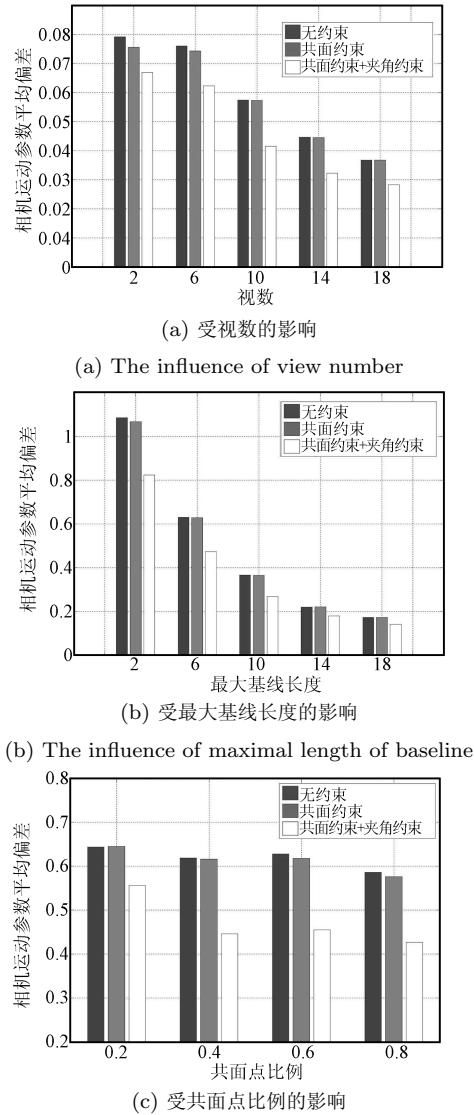 0.08
0.07
0.06
0.05
0.04
0.03
0.02
0.04
0
相机运动参数平均偏差
无约束
共面约束
共面约束+夹角约束
2 6 10 14 18
视数
(a) 受视数的影响
(a) The influence of view number
1
0.8
0.6
0.4
0.2
0
相机运动参数平均偏差
无约束
共面约束
共面约束+夹角约束
2 6 10 14 18
最大基线长度
(b) 受最大基线长度的影响
(b) The influence of maximal length of baseline
0.8
0.7
0.6
0.5
0.4
0.3
0.2
相机运动参数平均偏差
无约束
共面约束
共面约束+夹角约束
0.2 0.4 0.6 0.8
共面点比例
(c) 受共面点比例的影响